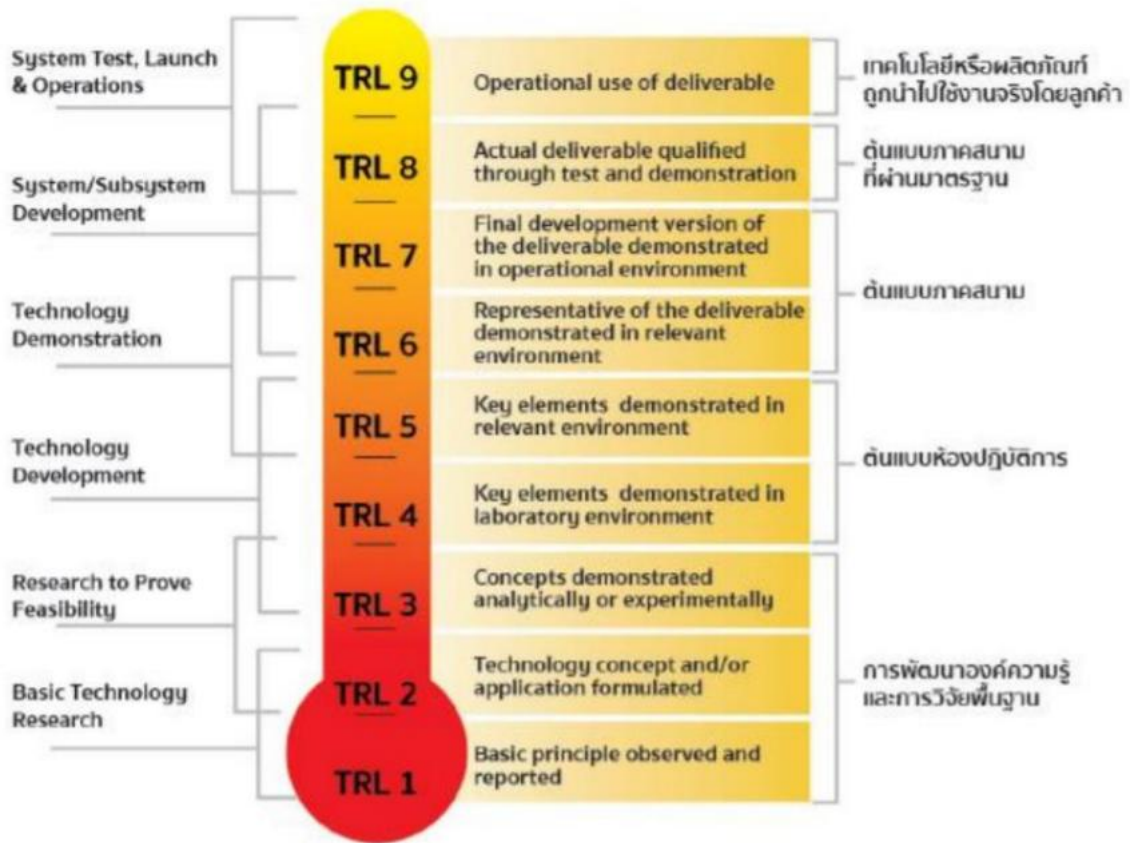 System Test, Launch
& Operations
System/Subsystem
Development
Technology
Demonstration
Technology
Development
Research to Prove
Feasibility
Basic Technology
Research
TRL 9
TRL 8
TRL 7
TRL 6
TRL 5
TRL 4
TRL 3
TRL 2
TRL 1
Operational use of deliverable
Actual deliverable qualified
through test and demonstration
Final development version of
the deliverable demonstrated
in operational environment
Representative of the deliverable
demonstrated in relevant
environment
Key elements demonstrated in
relevant environment
Key elements demonstrated in
laboratory environment
Concepts demonstrated
analytically or experimentally
Technology concept and/or
application formulated
Basic principle observed and
reported
เทคโนโลยีหรือผลิตภัณฑ์
ถูกนำไปใช้งานจริงโดยลูกค้า
ต้นแบบภาคสนาม
ที่ผ่านมาตรฐาน
ต้นแบบภาคสนาม
ต้นแบบห้องปฏิบัติการ
การพัฒนาองค์ความรู้
และการวิจัยพื้นฐาน